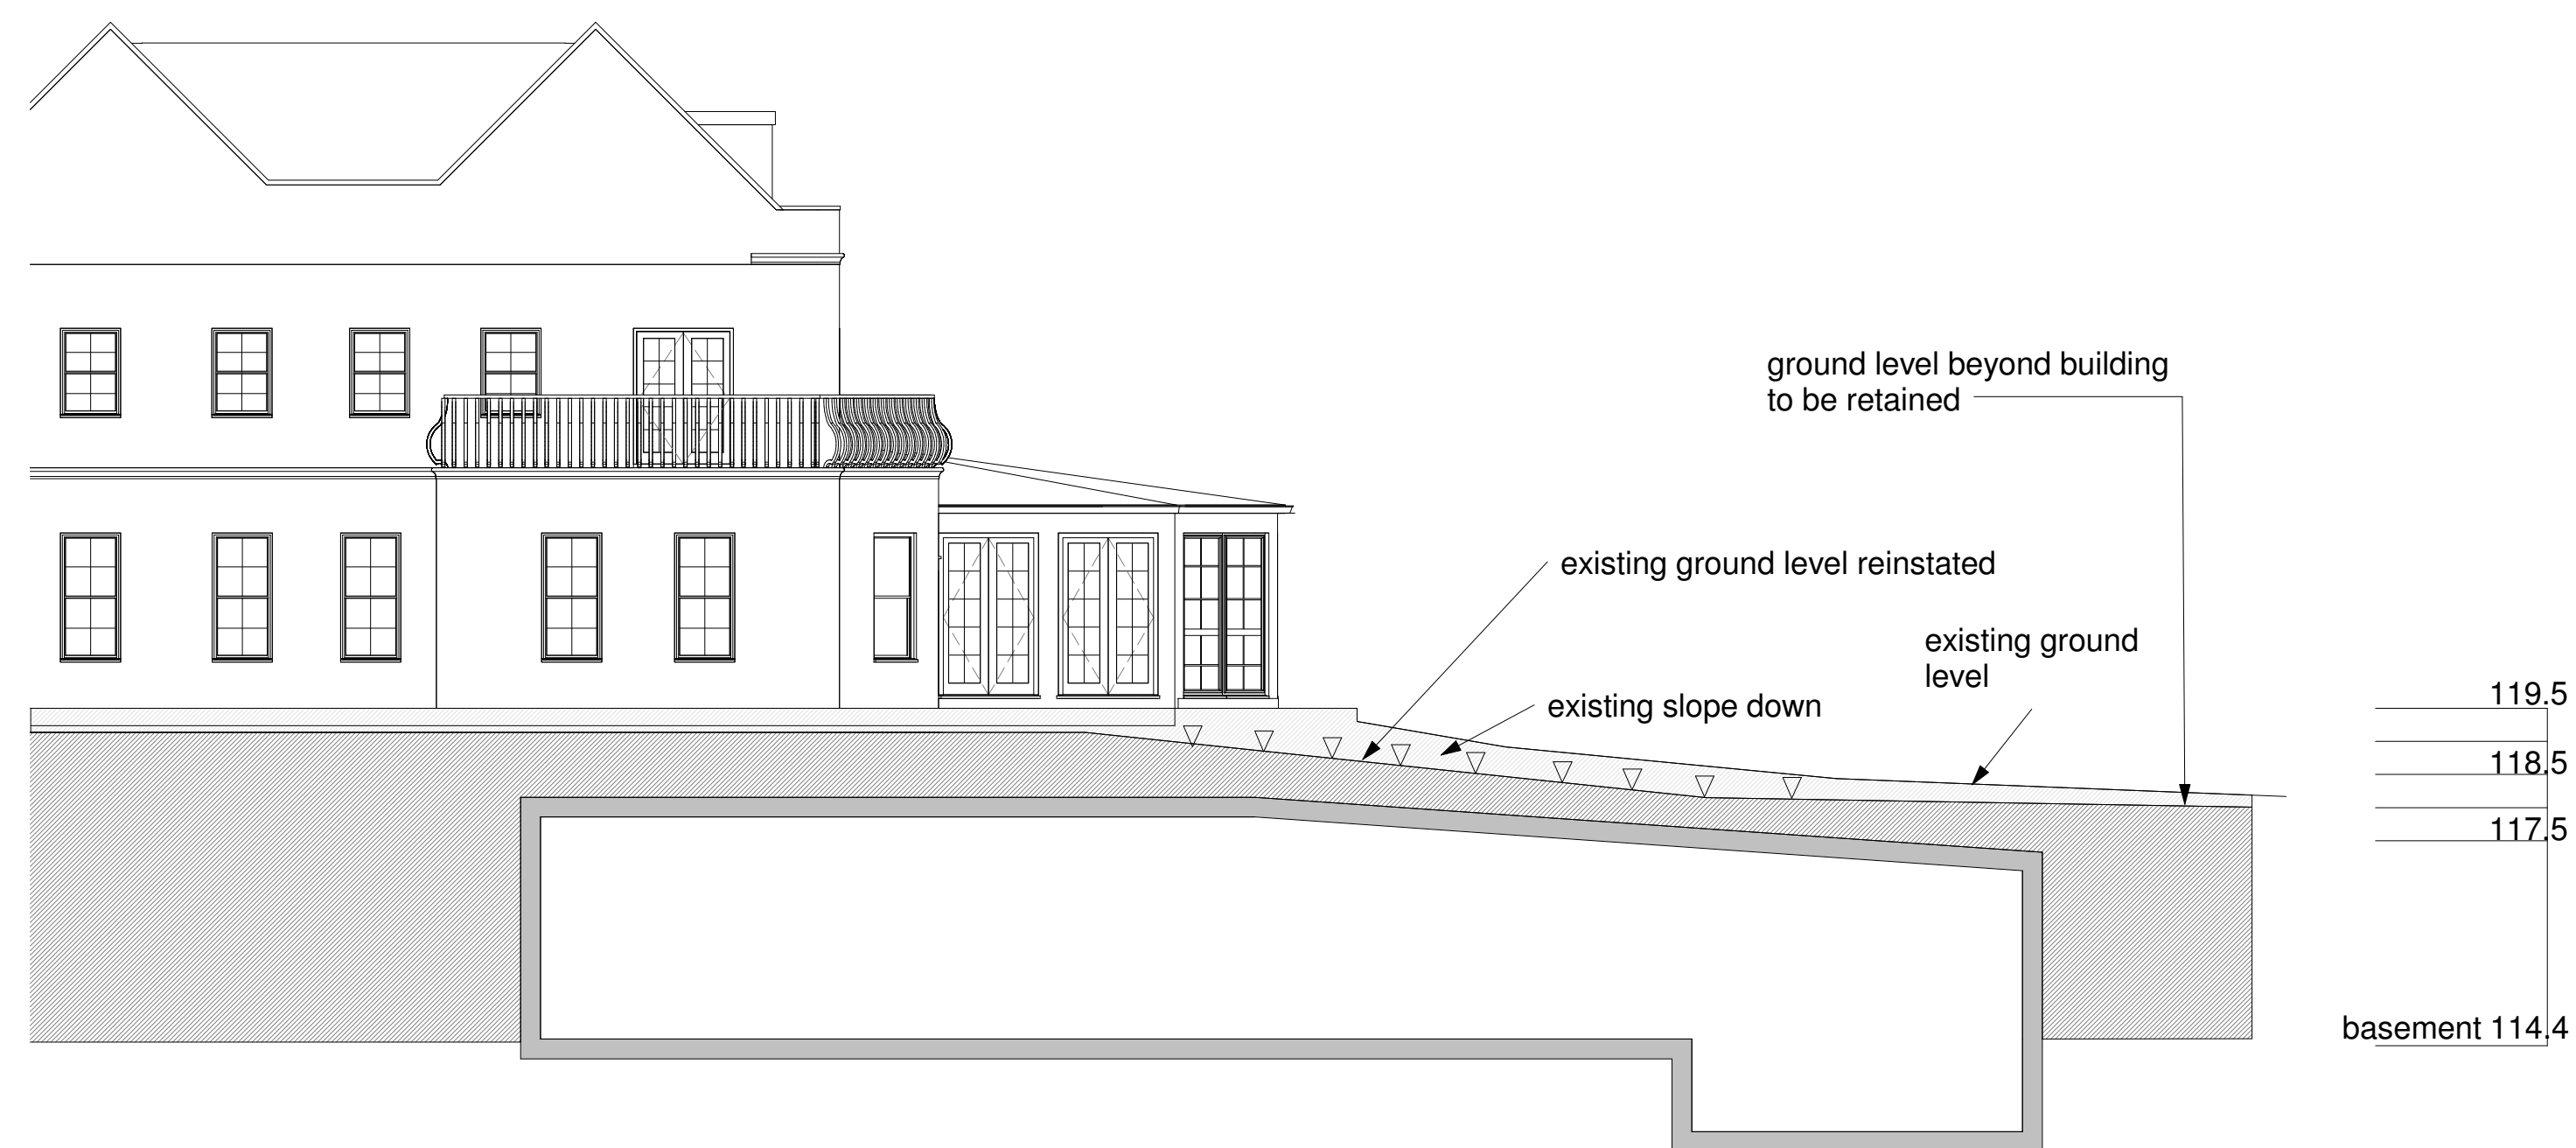 ground level beyond building
to be retained
existing ground level reinstated
existing ground
level
existing slope down
119.5
118.5
117.5
basement 114.4